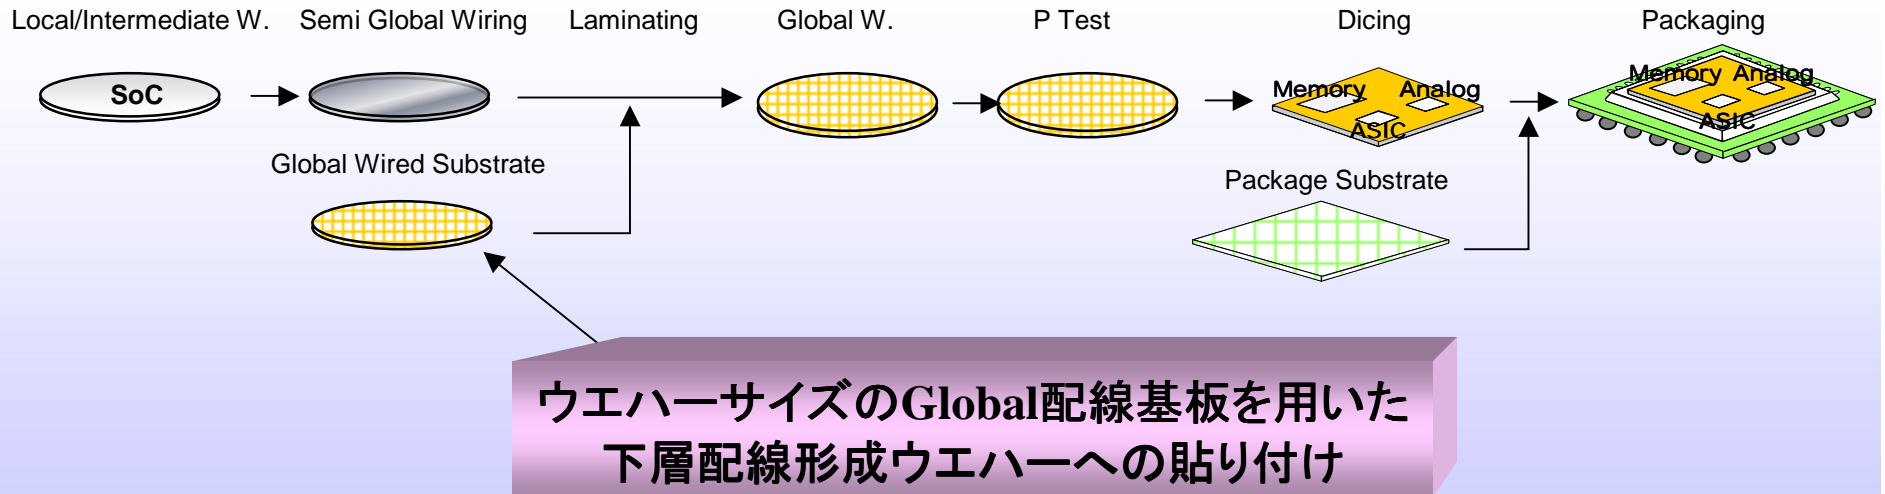 Local/Intermediate W. Semi Global Wiring Laminating Global W. P Test Dicing Packaging
SoC
Memory Analog
ASIC
Memory Analog
ASIC
Global Wired Substrate
Package Substrate
ウエハーサイズのGlobal配線基板を用いた
下層配線形成ウエハーへの貼り付け